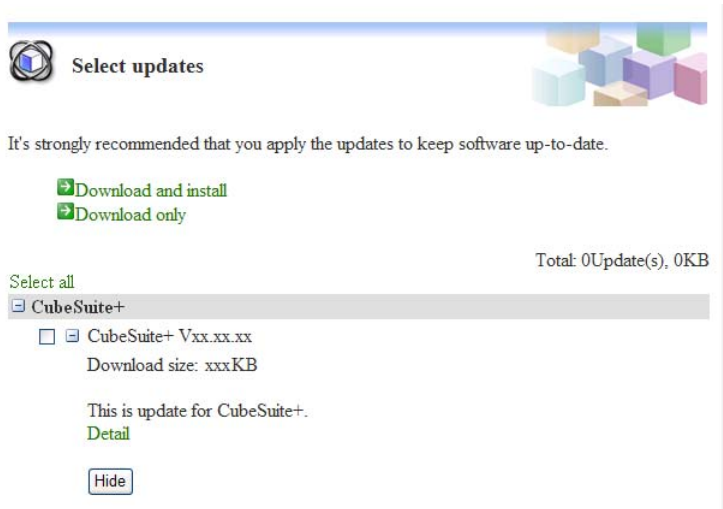 Select updates
It's strongly recommended that you apply the updates to keep software up-to-date.
Download and install
Download only
Total: 0Update(s), 0KB
Select all
CubeSuite+
CubeSuite+ Vxx.xx.xx
Download size: xxxKB
This is update for CubeSuite+.
Detail
Hide